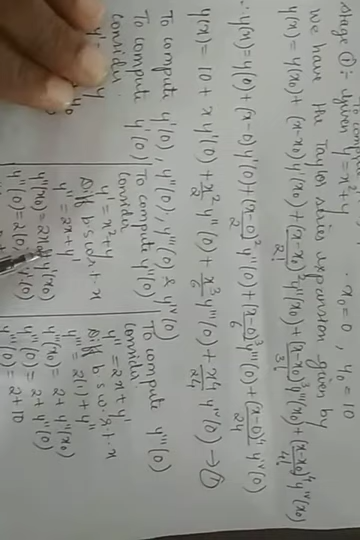 Stage ①: given y' = x² + y , x₀ = 0 , y₀ = 10
we have the Taylor series expansion given by
y(x) = y(x₀) + (x-x₀)y'(x₀) + (x-x₀)²/2! y''(x₀) + (x-x₀)³/3! y'''(x₀) + (x-x₀)⁴/4! yⁱᵛ(x₀)
∴ y(x) = y(0) + (x-0)y'(0) + (x-0)²/2 y''(0) + (x-0)³/6 y'''(0) + (x-0)⁴/24 yⁱᵛ(0)
y(x) = 10 + x y'(0) + x²/2 y''(0) + x³/6 y'''(0) + x⁴/24 yⁱᵛ(0) → ①
To compute y'(0), y''(0), y'''(0) & yⁱᵛ(0)
To compute y'(0)
Consider:
To compute y''(0)
Consider
y' = x² + y
Diff b s w.r.t x
y'' = 2x + y'
y''(x₀) = 2x₀ + y'(x₀)
y''(0) = 2(0) + y'(0)
To compute y'''(0)
Consider:
y'' = 2x + y'
Diff b s w.r.t x
y''' = 2(1) + y''
y'''(x₀) = 2 + y''(x₀)
y'''(0) = 2 + y''(0)
y'''(0) = 2 + 10